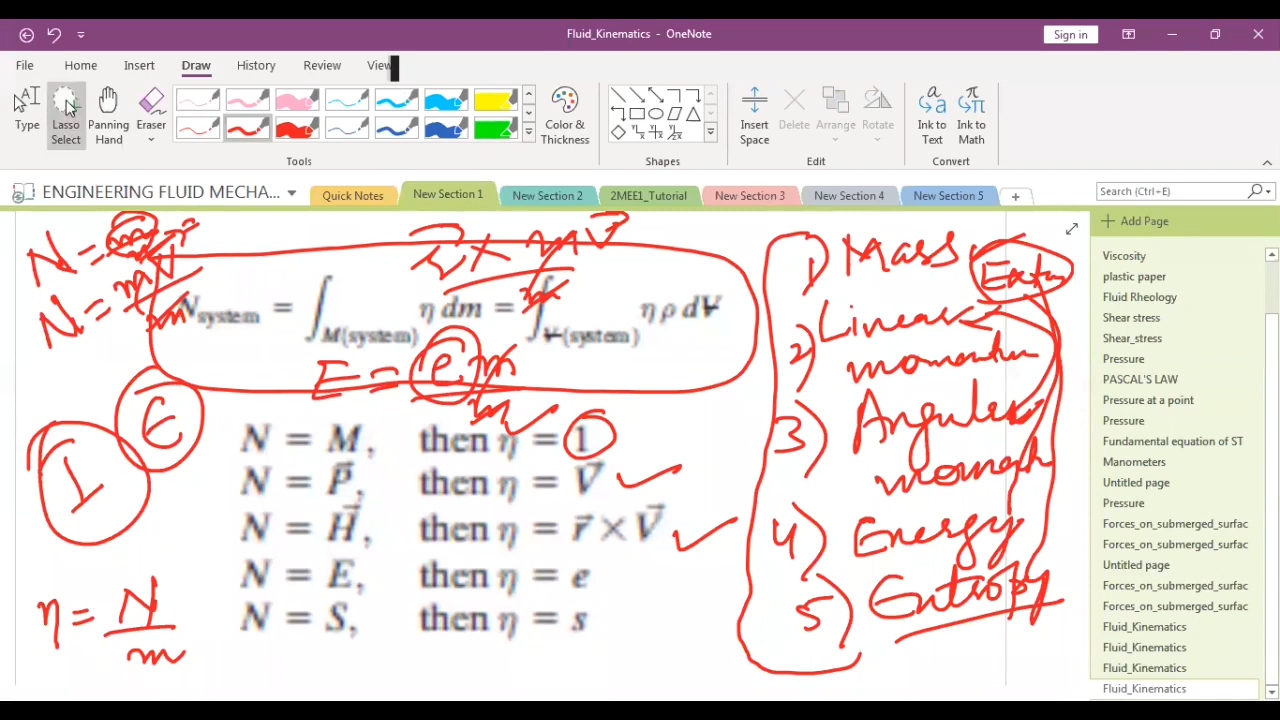 Fluid_Kinematics - OneNote
Sign in
File Home Insert Draw History Review View
Type
Lasso Select
Panning Hand
Eraser
Color & Thickness
Insert Space
Delete
Arrange
Rotate
Ink to Text
Ink to Math
Tools
Shapes
Edit
Convert
ENGINEERING FLUID MECHA...
Quick Notes
New Section 1
New Section 2
2MEE1_Tutorial
New Section 3
New Section 4
New Section 5
Search (Ctrl+E)
N = m
N = mV
m
r × mV
m
N_system = ∫_M(system) η dm = ∫_V(system) η ρ dV
E = e m
m
E
I
N = M, then η = 1
N = P⃗, then η = V⃗
N = H⃗, then η = r⃗ × V⃗
N = E, then η = e
N = S, then η = s
η = N
m
1) Mass
2) Linear
momentum
3) Angular
moment
4) Energy
5) Entropy
Add Page
Viscosity
plastic paper
Fluid Rheology
Shear stress
Shear_stress
Pressure
PASCAL'S LAW
Pressure at a point
Pressure
Fundamental equation of ST
Manometers
Untitled page
Pressure
Forces_on_submerged_surfac
Forces_on_submerged_surfac
Untitled page
Forces_on_submerged_surfac
Forces_on_submerged_surfac
Fluid_Kinematics
Fluid_Kinematics
Fluid_Kinematics
Fluid_Kinematics